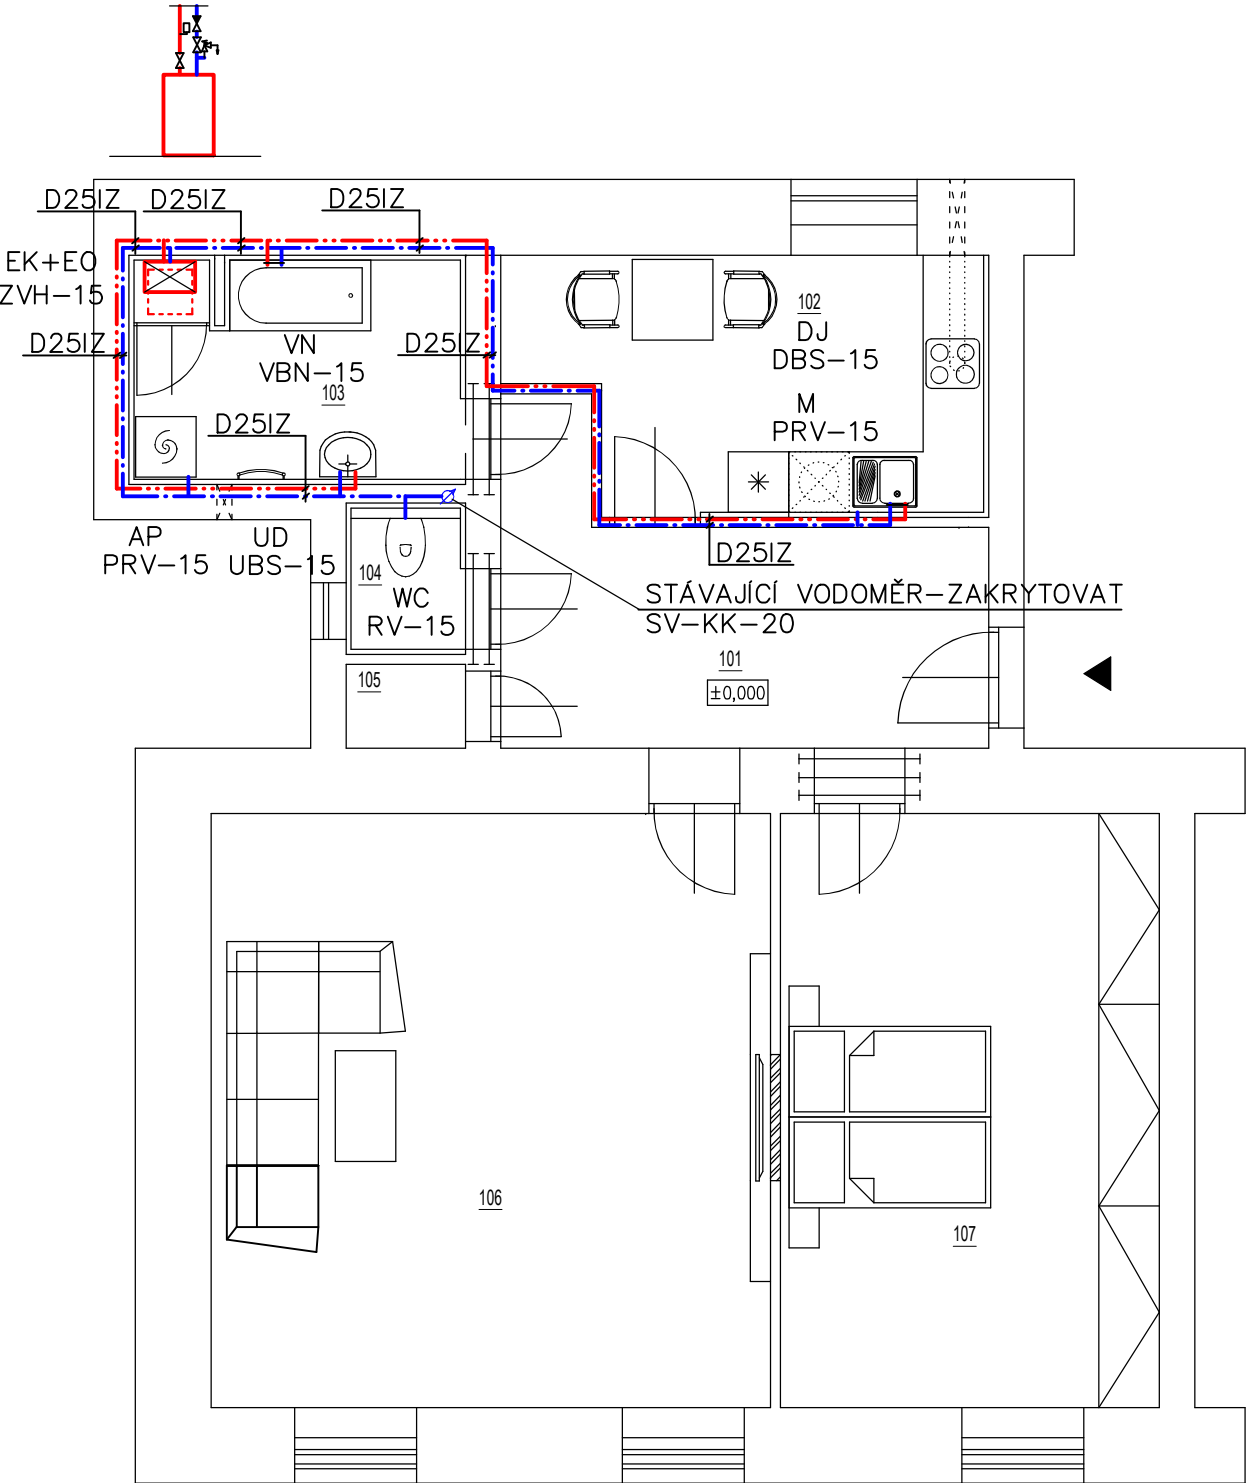 D25IZ D25IZ D25IZ
EK+EO
ZVH-15
D25IZ
VN
VBN-15
103
D25IZ
102
DJ
DBS-15
M
PRV-15
D25IZ
AP
PRV-15
UD
UBS-15
104
WC
RV-15
D25IZ
STÁVAJÍCÍ VODOMĚR-ZAKRYTOVAT
SV-KK-20
101
±0,000
105
106
107